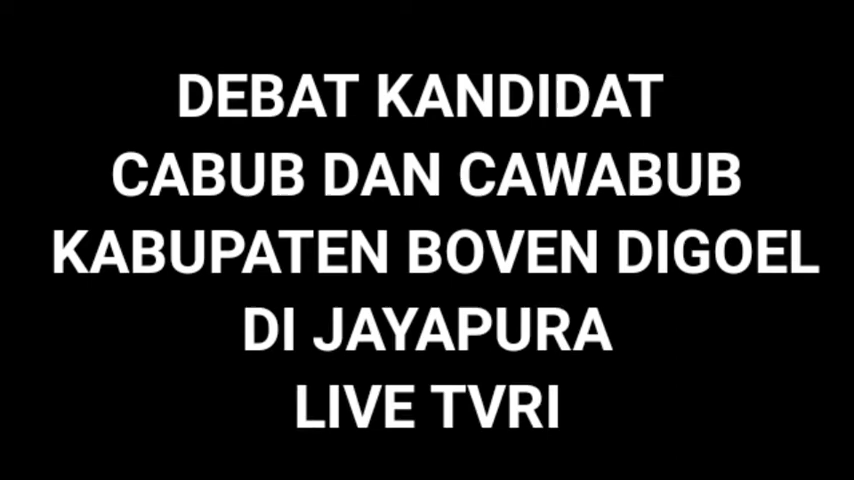 DEBAT KANDIDAT
CABUB DAN CAWABUB
KABUPATEN BOVEN DIGOEL
DI JAYAPURA
LIVE TVRI